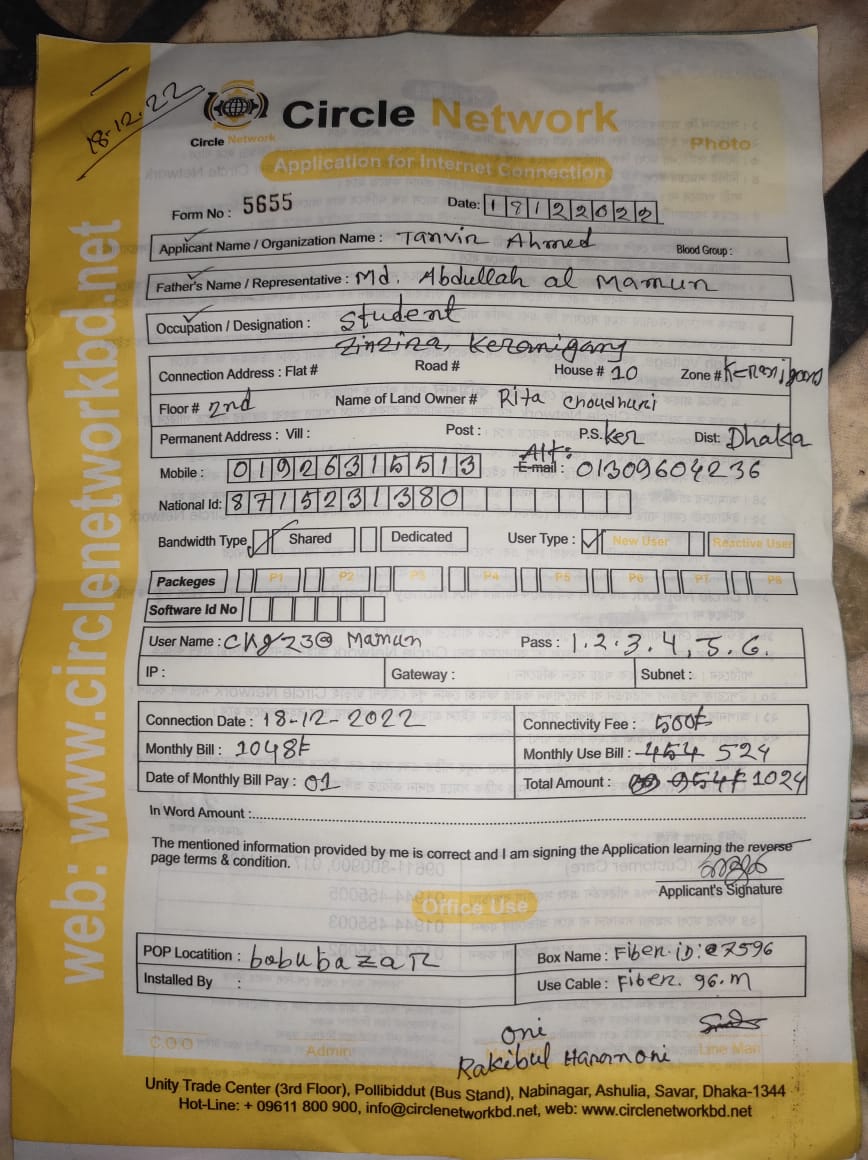 18-12-22
Circle Network
Circle Network
Application for Internet Connection
Photo
Form No : 5655
Date: 18122022
Applicant Name / Organization Name : Tanvir Ahmed Blood Group :
Father's Name / Representative : Md. Abdullah al Mamun
Occupation / Designation : Student
Zinzira, Keranigang
Connection Address : Flat # Road # House # 10 Zone # Keranigang
Floor # 2nd Name of Land Owner # Rita Choudhuri
Permanent Address : Vill : Post : P.S. Ker Dist: Dhaka
Mobile : 01926315513 E-mail : Alt: 01309604236
National Id: 8715231380
Bandwidth Type Shared Dedicated User Type : New User Reactive User
Packeges P1 P2 P3 P4 P5 P6 P7 P8
Software Id No
User Name : Mamun Pass : 1.2.3.4.5.6.
IP : Gateway : Subnet :
Connection Date : 18-12-2022 Connectivity Fee : 500/-
Monthly Bill : 1048/- Monthly Use Bill : 454 524
Date of Monthly Bill Pay : 01 Total Amount : 954/- 1024
In Word Amount :
The mentioned information provided by me is correct and I am signing the Application learning the reverse
page terms & condition.
Applicant's Signature
Office Use
POP Locatition : babubazar Box Name : Fiber. iD: 7596
Installed By : Use Cable : Fiber. 96.m
Oni
C.O.O Admin Rakibul Line Man
Unity Trade Center (3rd Floor), Pollibiddut (Bus Stand), Nabinagar, Ashulia, Savar, Dhaka-1344
Hot-Line: + 09611 800 900, info@circlenetworkbd.net, web: www.circlenetworkbd.net
web: www.circlenetworkbd.net